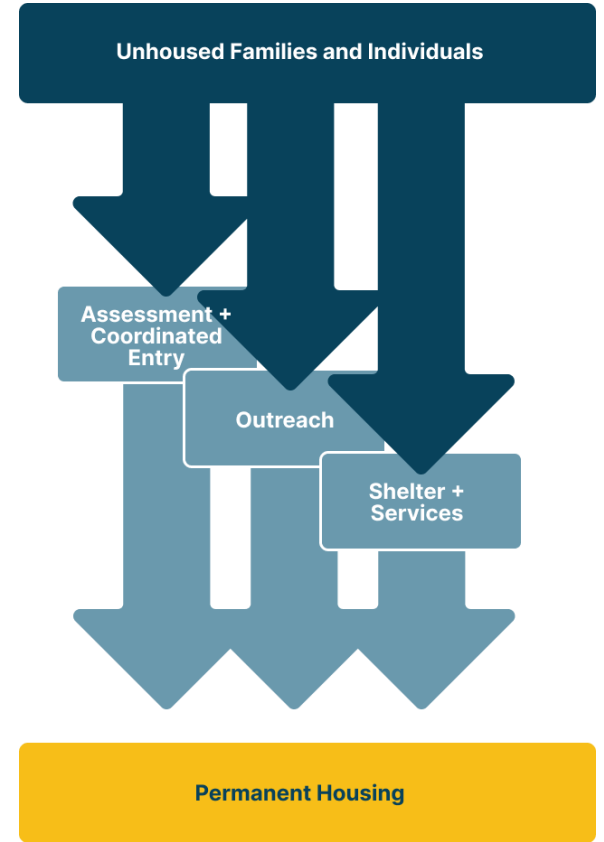 Unhoused Families and Individuals
Assessment +
Coordinated
Entry
Outreach
Shelter +
Services
Permanent Housing